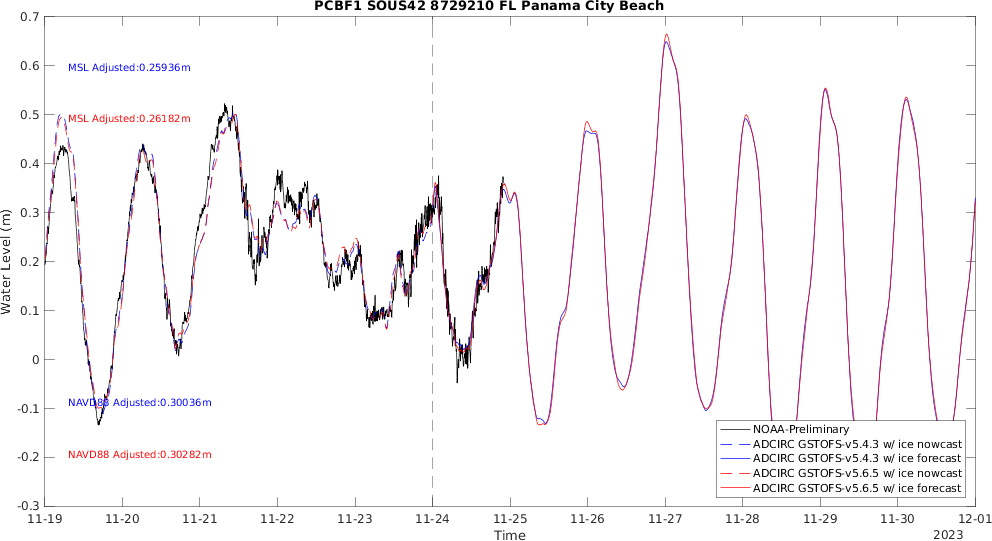 PCBF1 SOUS42 8729210 FL Panama City Beach
0.7
0.6
0.5
0.4
0.3
0.2
0.1
0
-0.1
-0.2
-0.3
Water Level (m)
MSL Adjusted:0.25936m
MSL Adjusted:0.26182m
NAVD88 Adjusted:0.30036m
NAVD88 Adjusted:0.30282m
NOAA-Preliminary
ADCIRC GSTOFS-v5.4.3 w/ ice nowcast
ADCIRC GSTOFS-v5.4.3 w/ ice forecast
ADCIRC GSTOFS-v5.6.5 w/ ice nowcast
ADCIRC GSTOFS-v5.6.5 w/ ice forecast
11-19 11-20 11-21 11-22 11-23 11-24 11-25 11-26 11-27 11-28 11-29 11-30 12-01
Time
2023